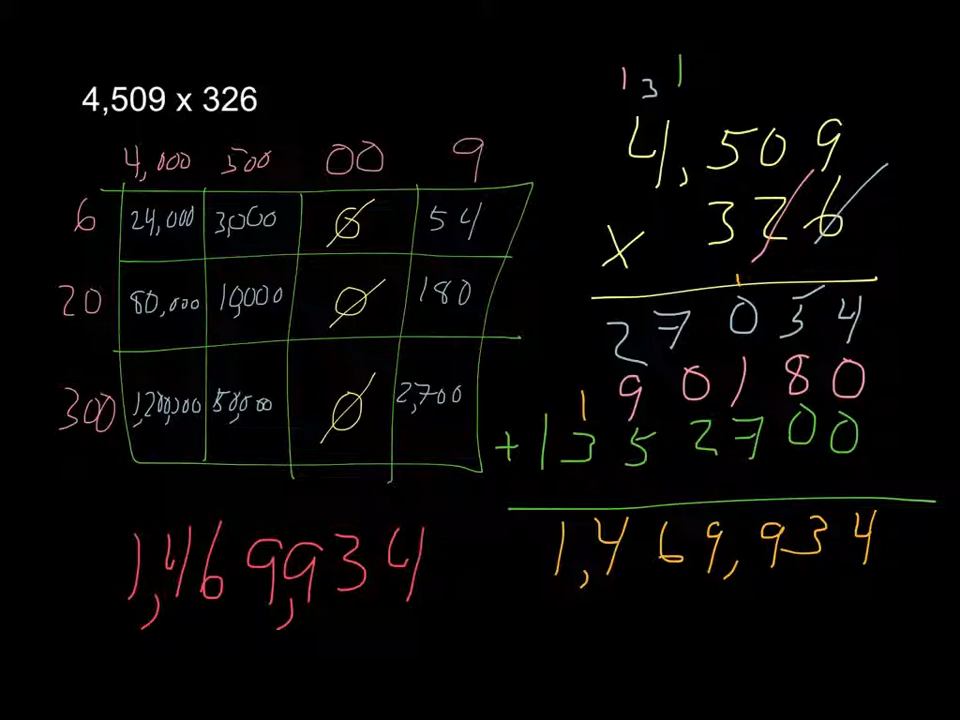 4,509 x 326
4,000 500 00 9
6 24,000 3,000 0 54
20 80,000 10,000 0 180
300 1,200,000 0 2,700
1,469,934
1 3 1
4,509
x 326
1
27054
90180
1
+ 1352700
1,469,934